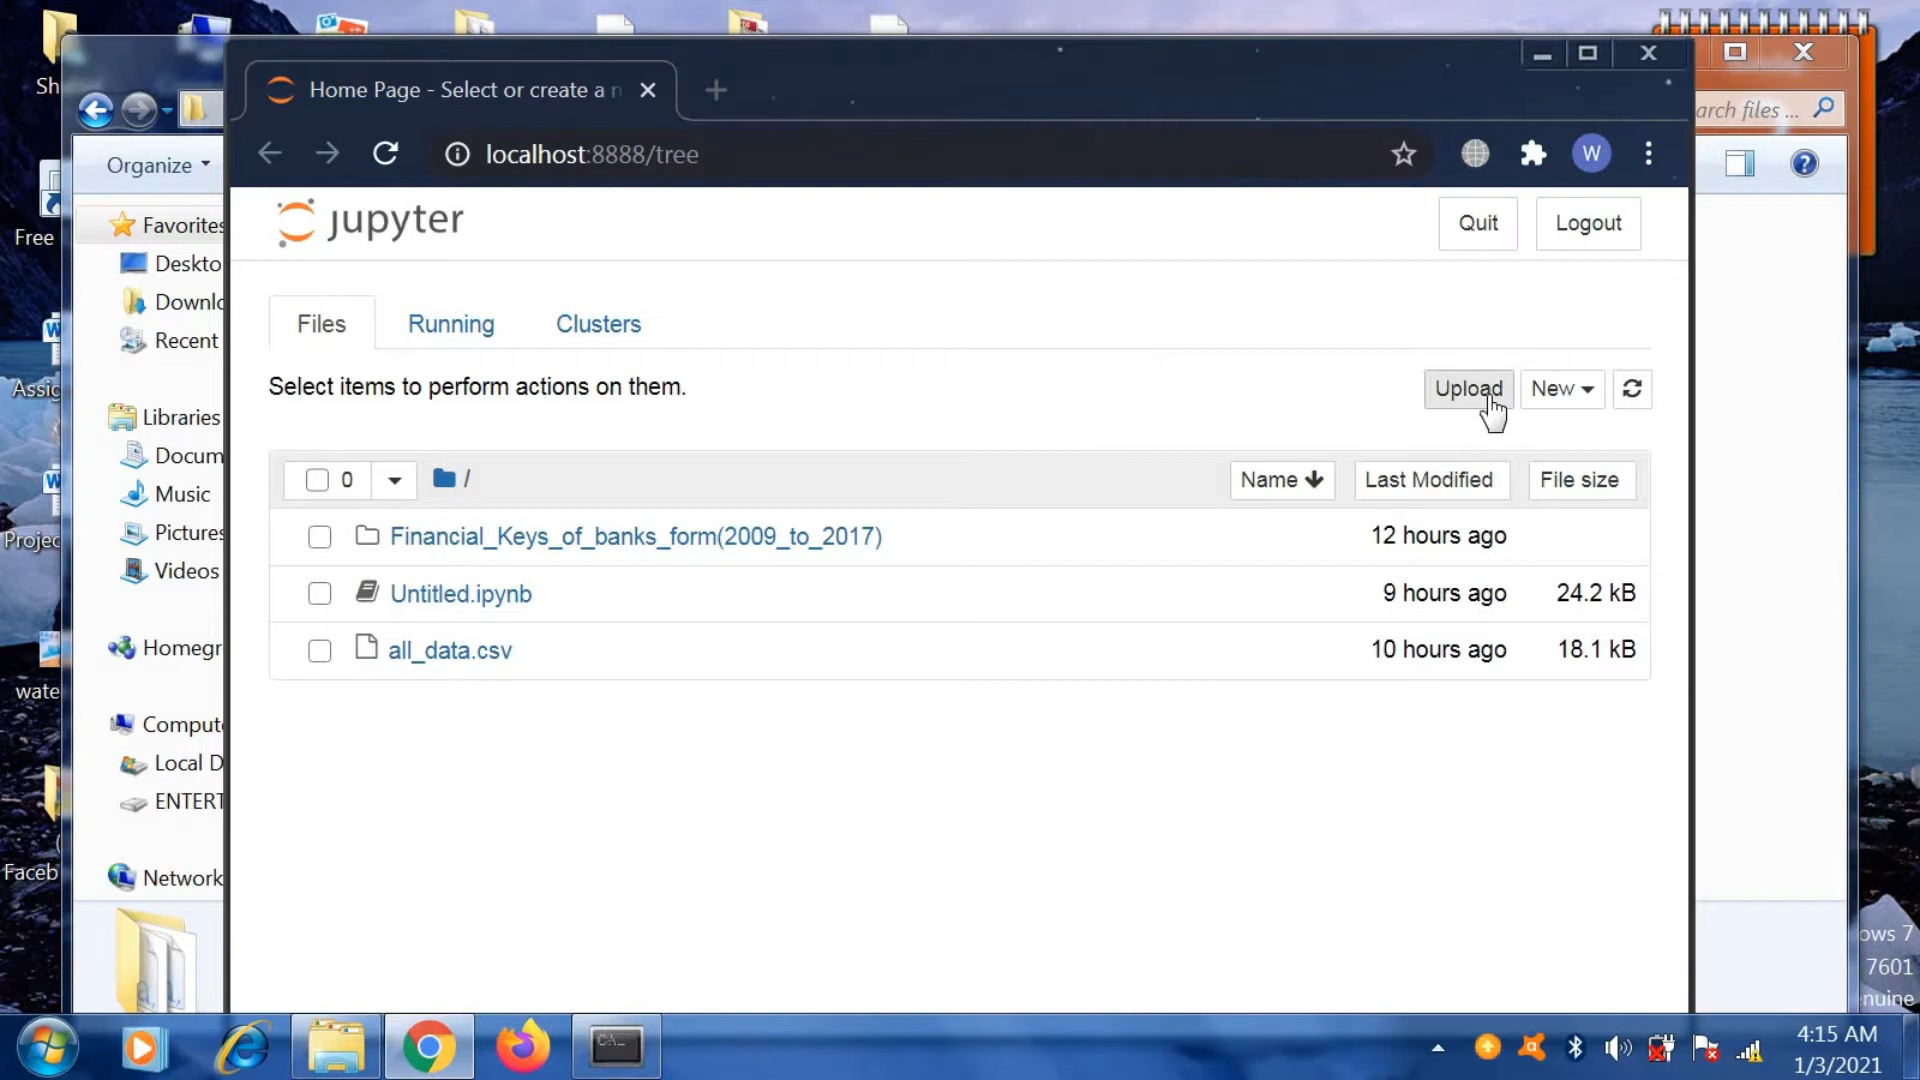 Home Page - Select or create a n
arch files ...
localhost:8888/tree
W
Organize
jupyter
Quit
Logout
Favorites
Free
Deskto
Downlo
Recent
Files
Running
Clusters
Select items to perform actions on them.
Upload
New
Assig
Libraries
Docum
Music
Pictures
Videos
0
/
Name
Last Modified
File size
Financial_Keys_of_banks_form(2009_to_2017)
12 hours ago
Untitled.ipynb
9 hours ago
24.2 kB
all_data.csv
10 hours ago
18.1 kB
Projec
Homegr
wate
Compute
Local D
ENTERT
Faceb
Network
ows 7
7601
nuine
4:15 AM
1/3/2021